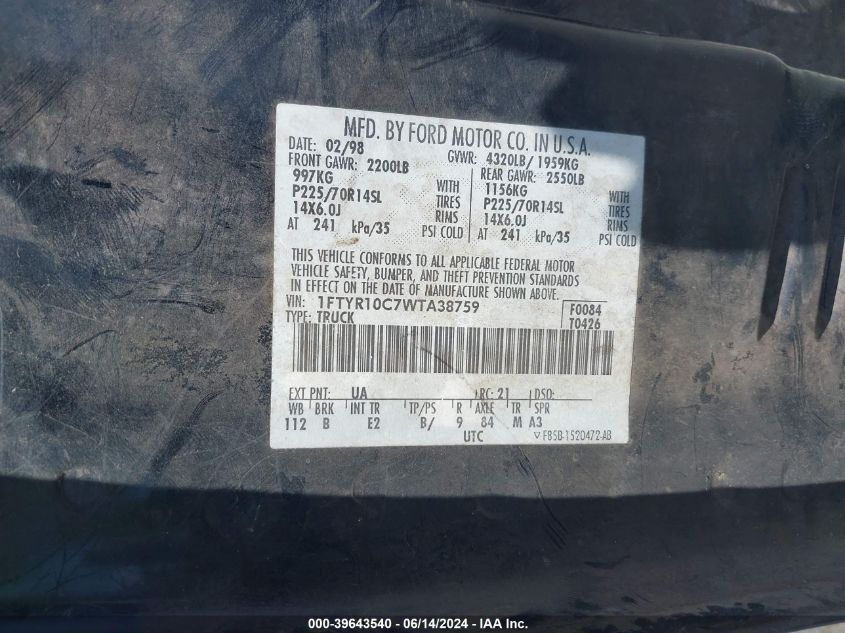 MFD. BY FORD MOTOR CO. IN U.S.A.
DATE: 02/98 GVWR: 4320LB/ 1959KG
FRONT GAWR: 2200LB REAR GAWR: 2550LB
997KG WITH 1156KG WITH
P225/70R14SL TIRES P225/70R14SL TIRES
14X6.0J RIMS 14X6.0J RIMS
AT 241 kPa/35 PSI COLD AT 241 kPa/35 PSI COLD
THIS VEHICLE CONFORMS TO ALL APPLICABLE FEDERAL MOTOR
VEHICLE SAFETY, BUMPER, AND THEFT PREVENTION STANDARDS
IN EFFECT ON THE DATE OF MANUFACTURE SHOWN ABOVE.
VIN: 1FTYR10C7WTA38759 F0084
TYPE: TRUCK T0426
EXT PNT: UA RC: 21 DSO:
WB BRK INT TR TP/PS R AXLE TR SPR
112 B E2 B/ 9 84 M A3
UTC F85B-1520472-AB
000-39643540 - 06/14/2024 - IAA Inc.